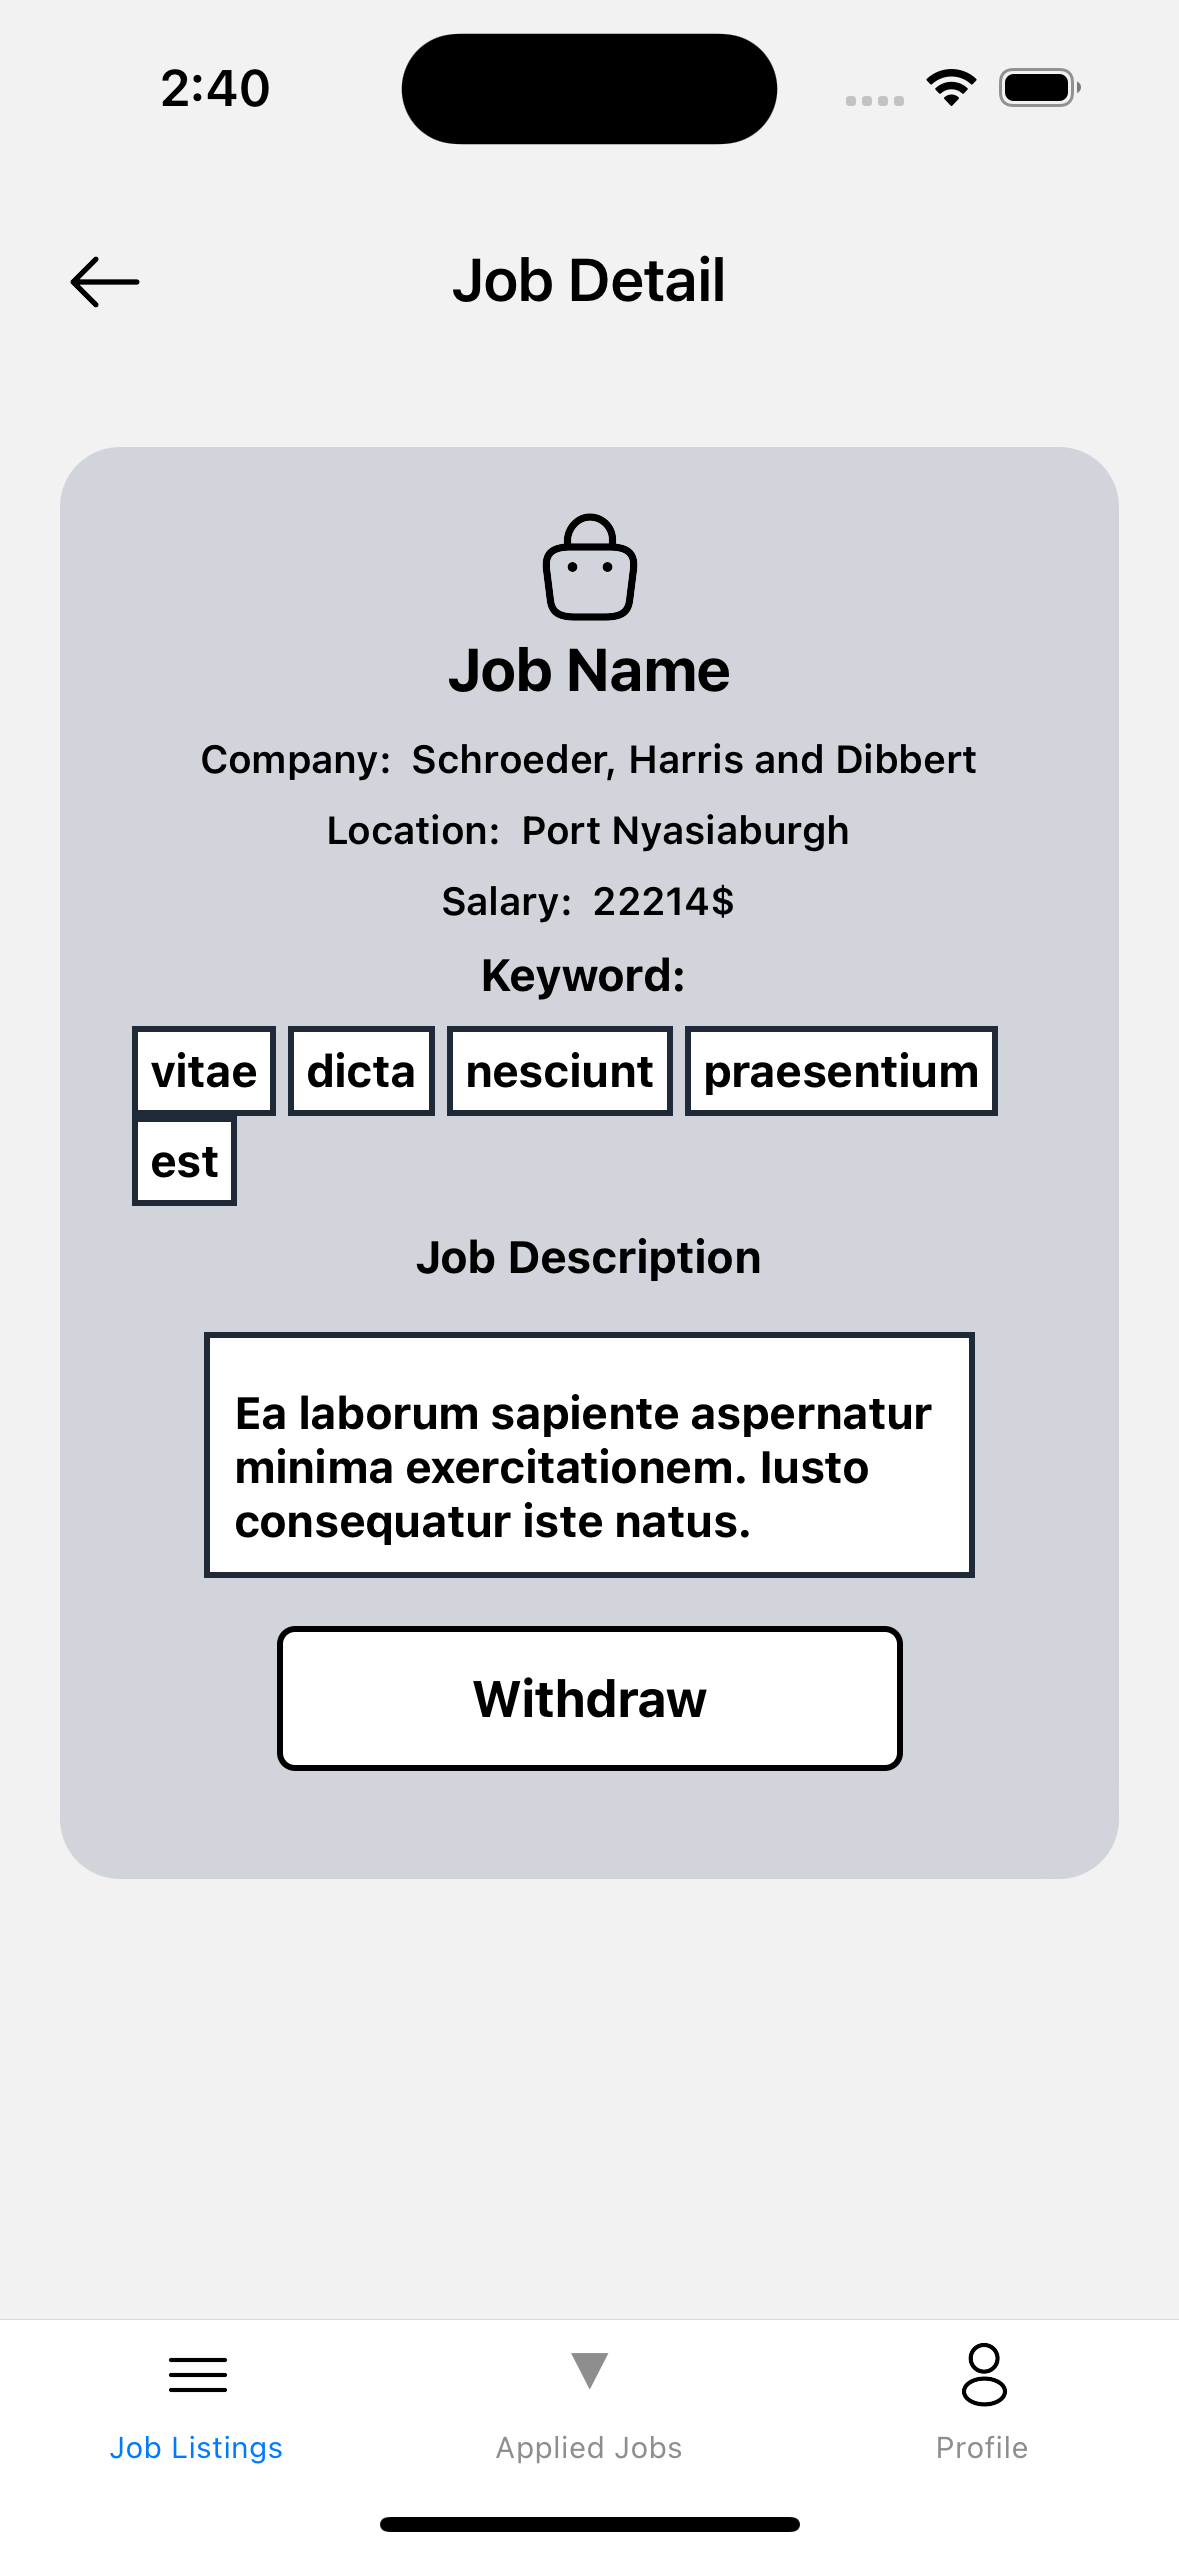 2:40
Job Detail
Job Name
Company: Schroeder, Harris and Dibbert
Location: Port Nyasiaburgh
Salary: 22214$
Keyword:
vitae dicta nesciunt praesentium
est
Job Description
Ea laborum sapiente aspernatur
minima exercitationem. Iusto
consequatur iste natus.
Withdraw
Job Listings Applied Jobs Profile